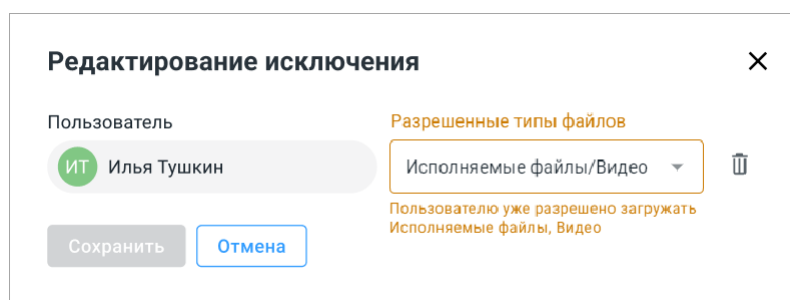 Редактирование исключения
Пользователь
Разрешенные типы файлов
ИТ Илья Тушкин
Исполняемые файлы/Видео
Пользователю уже разрешено загружать
Исполняемые файлы, Видео
Сохранить
Отмена